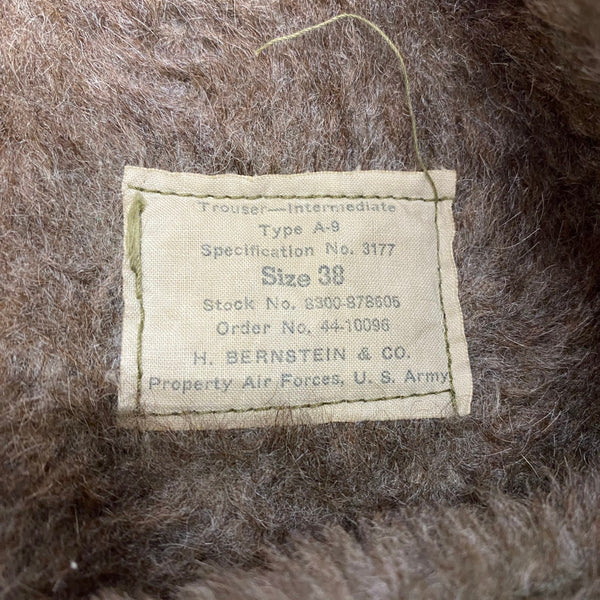 Trouser—Intermediate
Type A-9
Specification No. 3177
Size 38
Stock No. 8300-878605
Order No. 44-10096
H. BERNSTEIN & CO.
Property Air Forces, U. S. Army